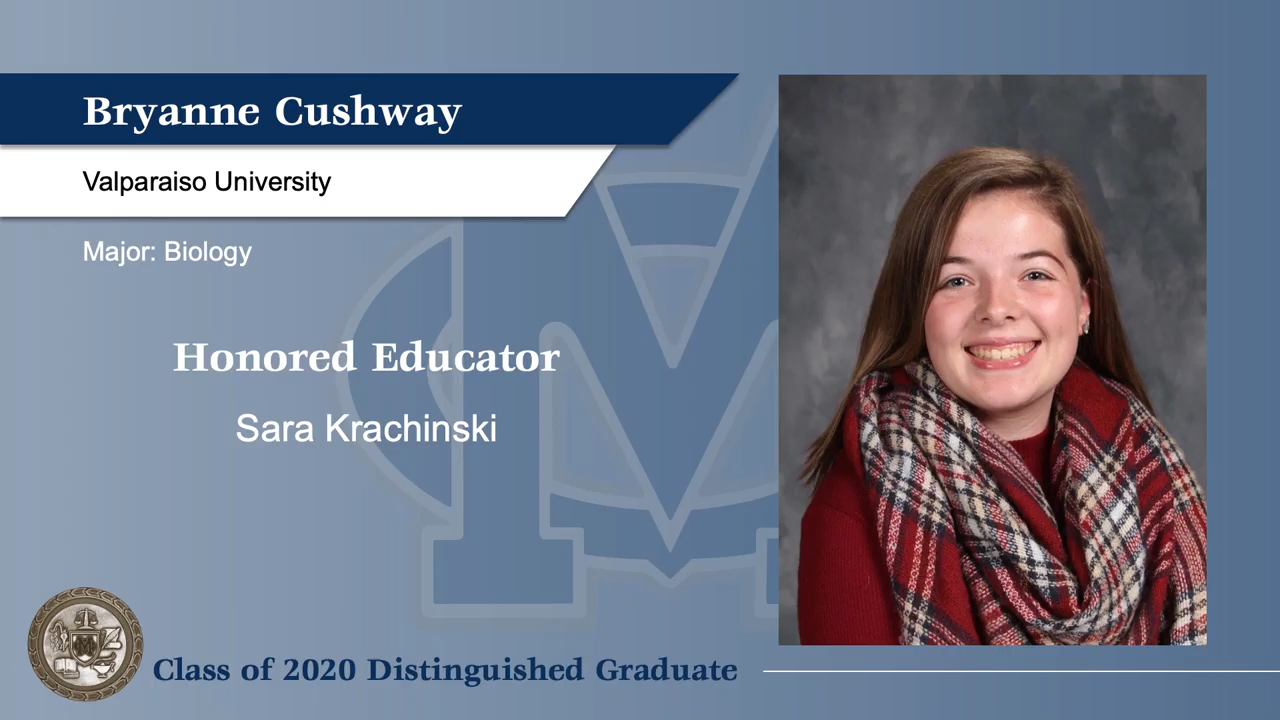 Bryanne Cushway
Valparaiso University
Major: Biology
Honored Educator
Sara Krachinski
Class of 2020 Distinguished Graduate